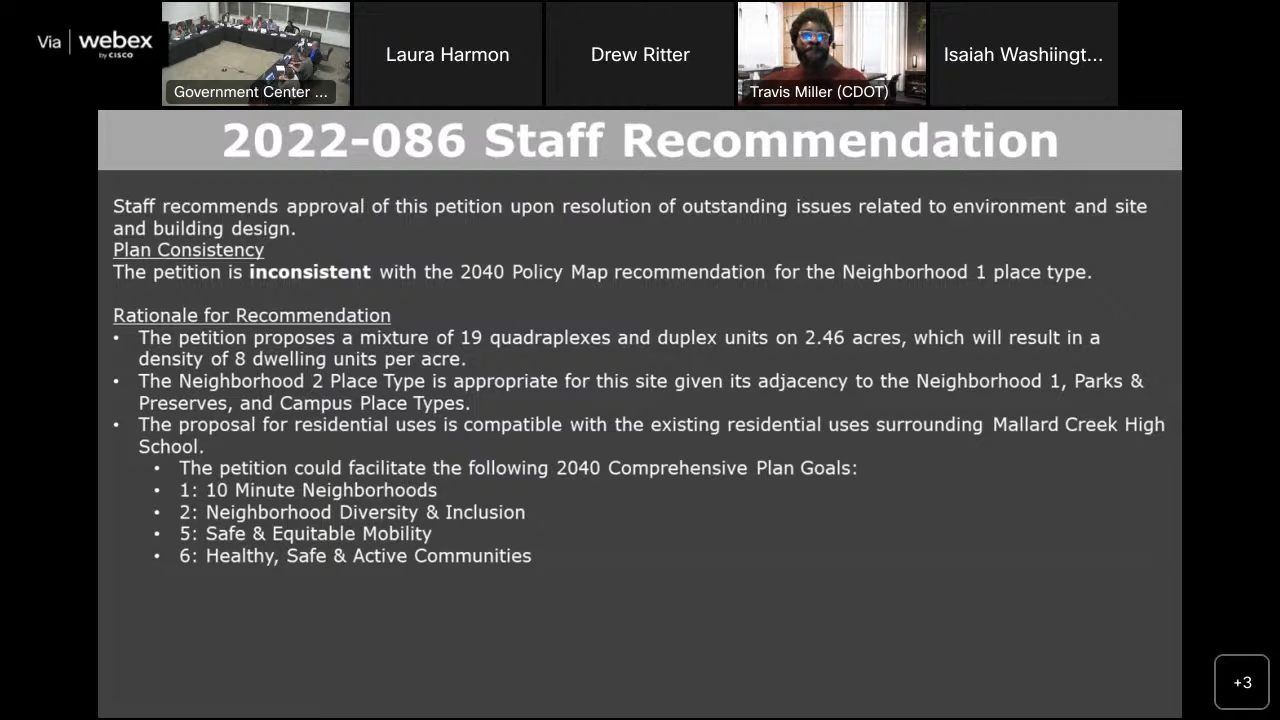 Via | webex
by CISCO
Government Center ...
Laura Harmon
Drew Ritter
Travis Miller (CDOT)
Isaiah Washiingt...
2022-086 Staff Recommendation
Staff recommends approval of this petition upon resolution of outstanding issues related to environment and site
and building design.
Plan Consistency
The petition is inconsistent with the 2040 Policy Map recommendation for the Neighborhood 1 place type.
Rationale for Recommendation
• The petition proposes a mixture of 19 quadraplexes and duplex units on 2.46 acres, which will result in a
density of 8 dwelling units per acre.
• The Neighborhood 2 Place Type is appropriate for this site given its adjacency to the Neighborhood 1, Parks &
Preserves, and Campus Place Types.
• The proposal for residential uses is compatible with the existing residential uses surrounding Mallard Creek High
School.
• The petition could facilitate the following 2040 Comprehensive Plan Goals:
• 1: 10 Minute Neighborhoods
• 2: Neighborhood Diversity & Inclusion
• 5: Safe & Equitable Mobility
• 6: Healthy, Safe & Active Communities
+3